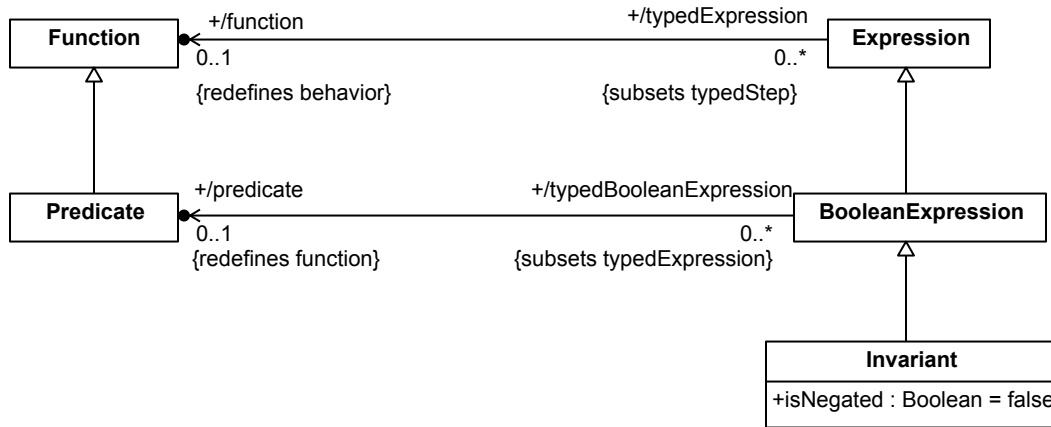 +/function
+/typedExpression
Function
Expression
0..1
0..*
{redefines behavior}
{subsets typedStep}
+/predicate
+/typedBooleanExpression
Predicate
BooleanExpression
0..1
0..*
{redefines function}
{subsets typedExpression}
Invariant
+isNegated : Boolean = false